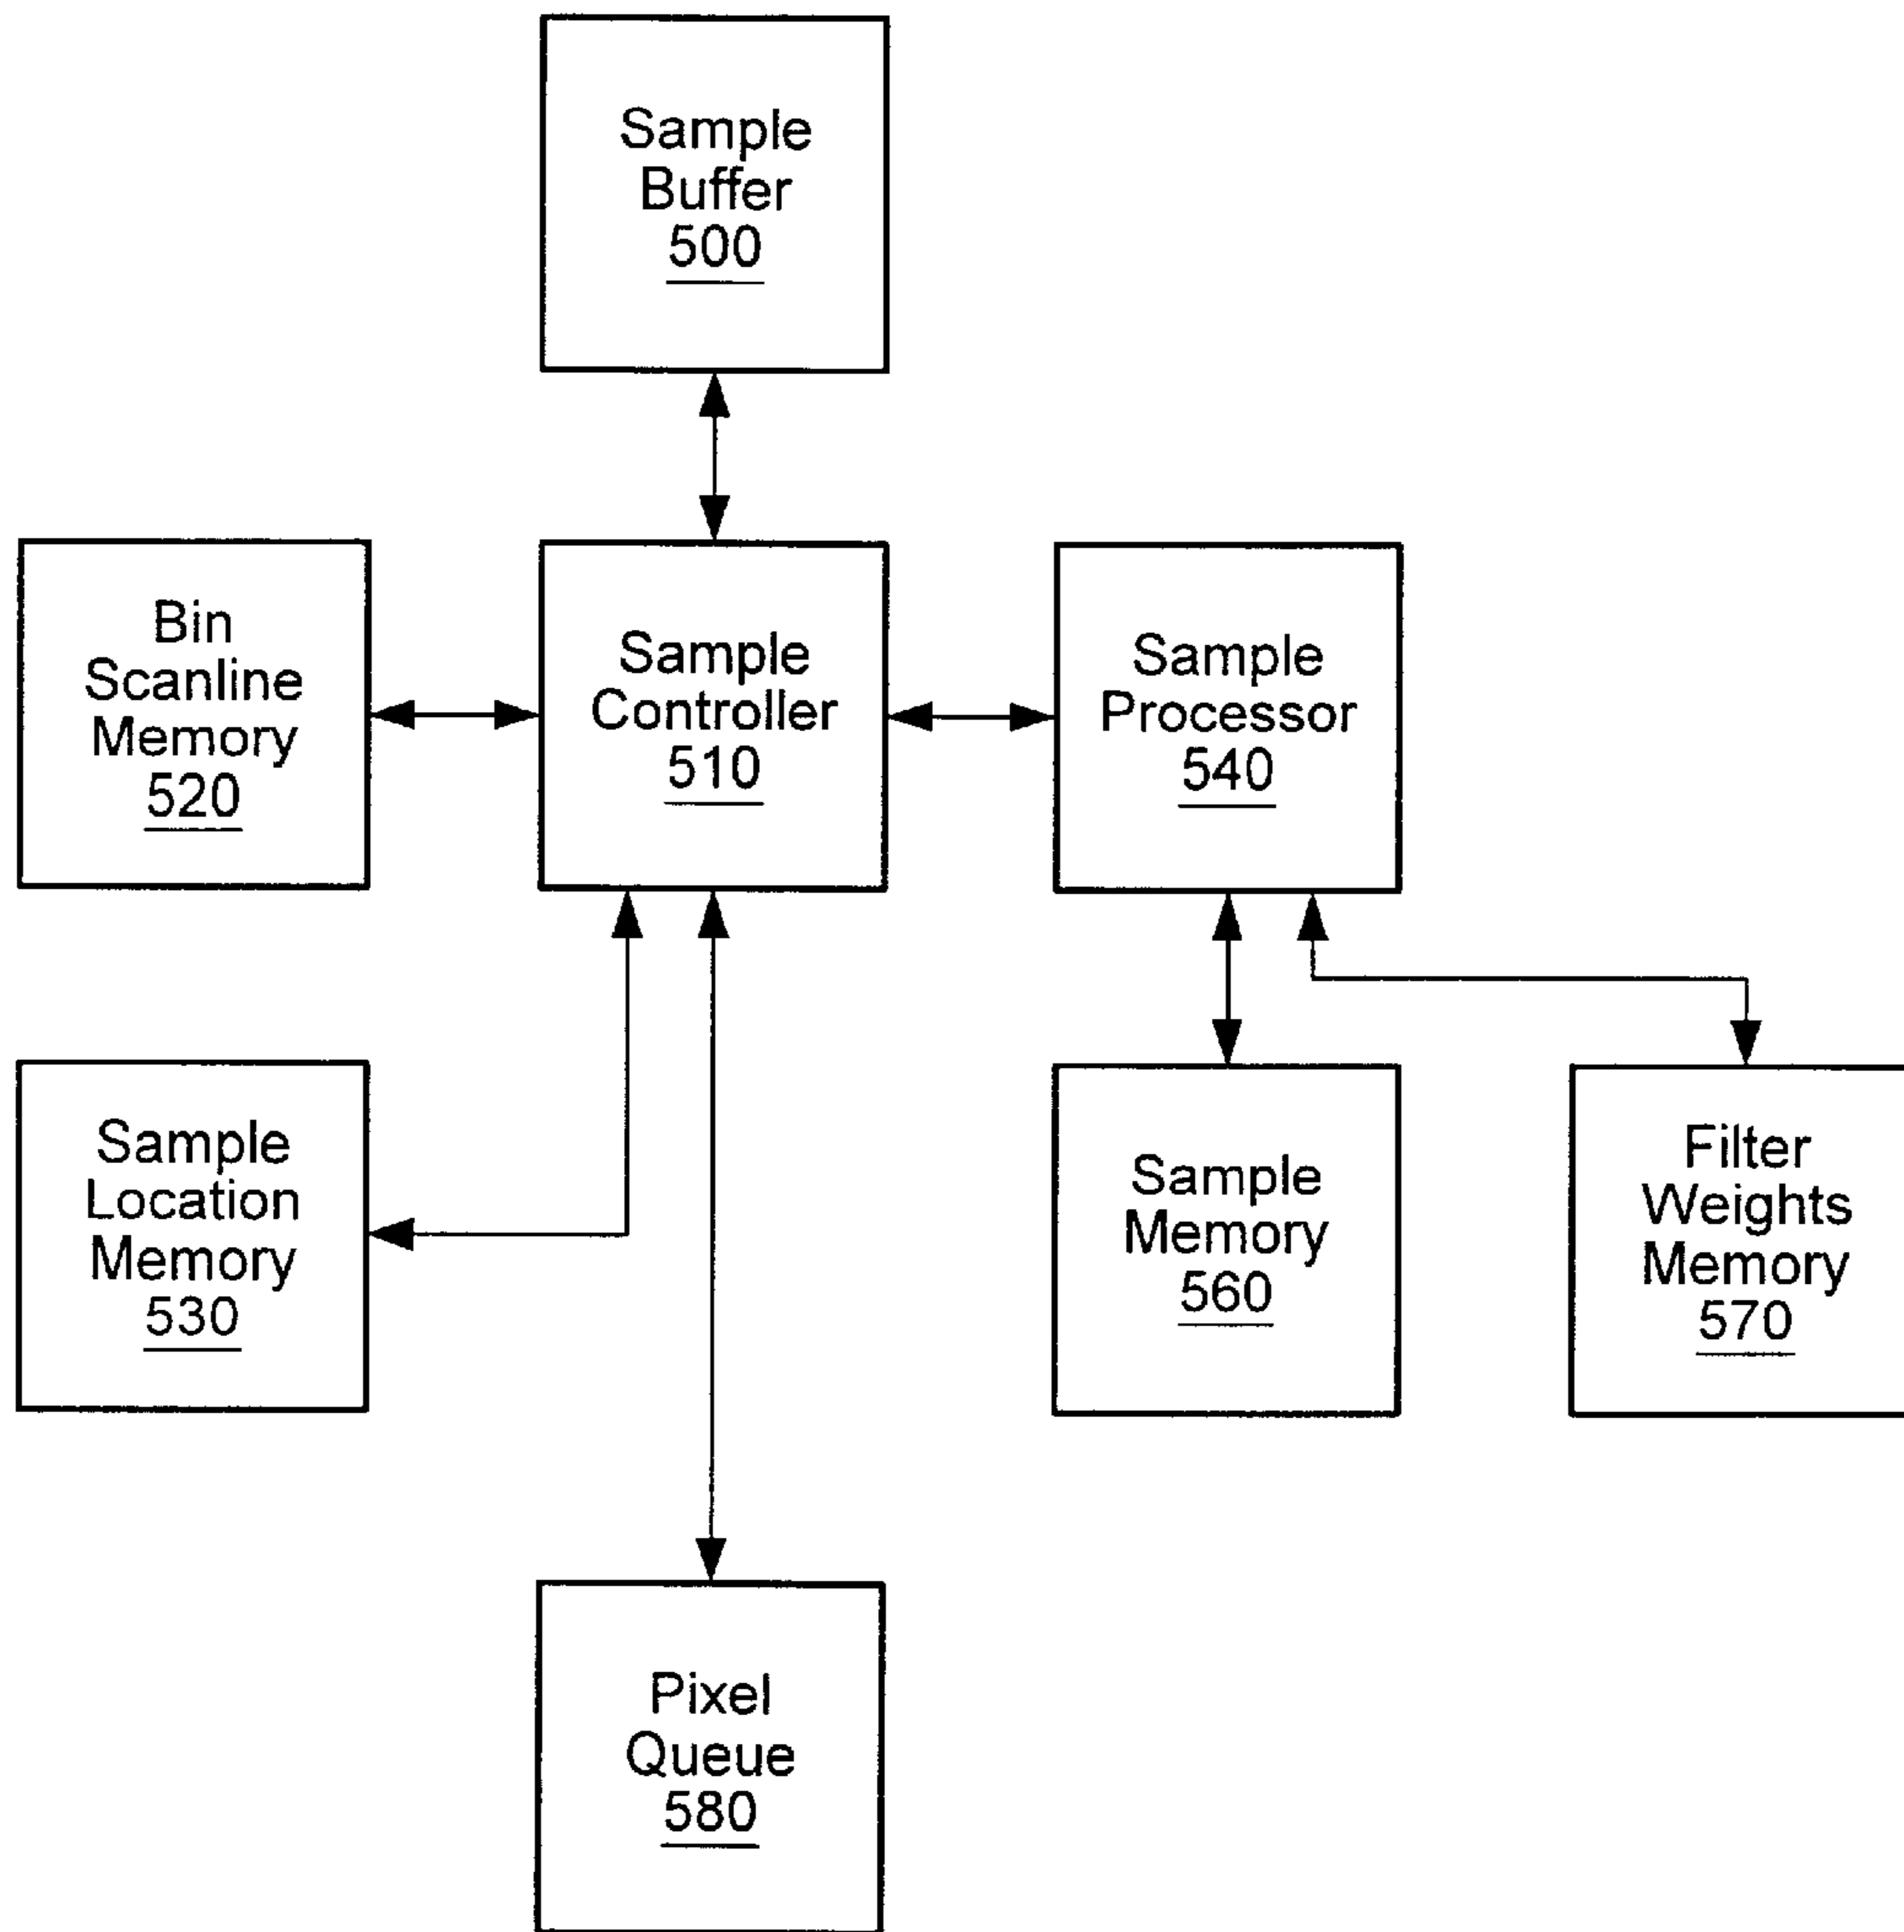 Sample
Buffer
500
Bin
Scanline
Memory
520
Sample
Controller
510
Sample
Processor
540
Sample
Location
Memory
530
Sample
Memory
560
Filter
Weights
Memory
570
Pixel
Queue
580